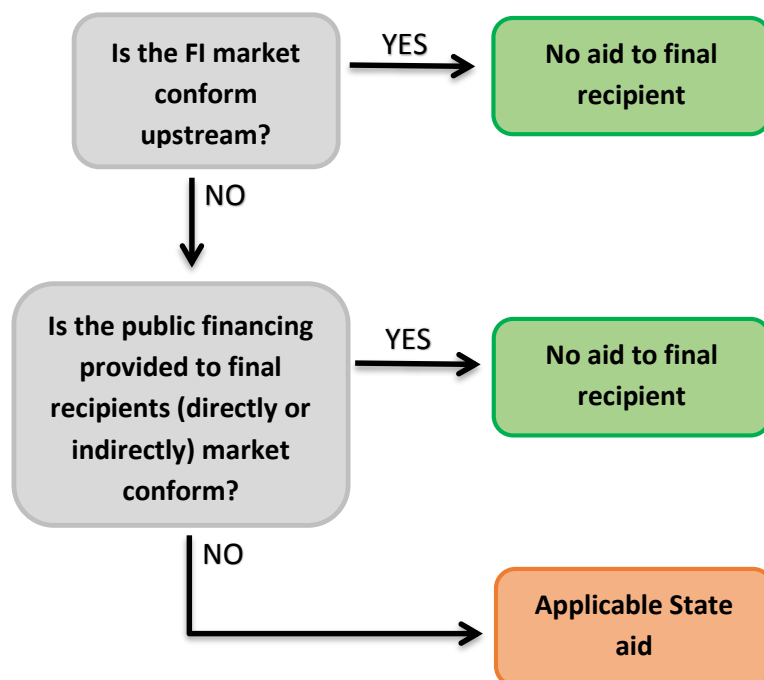 Is the FI market
conform
upstream?
YES
No aid to final
recipient
NO
Is the public financing
provided to final
recipients (directly or
indirectly) market
conform?
YES
No aid to final
recipient
NO
Applicable State
aid